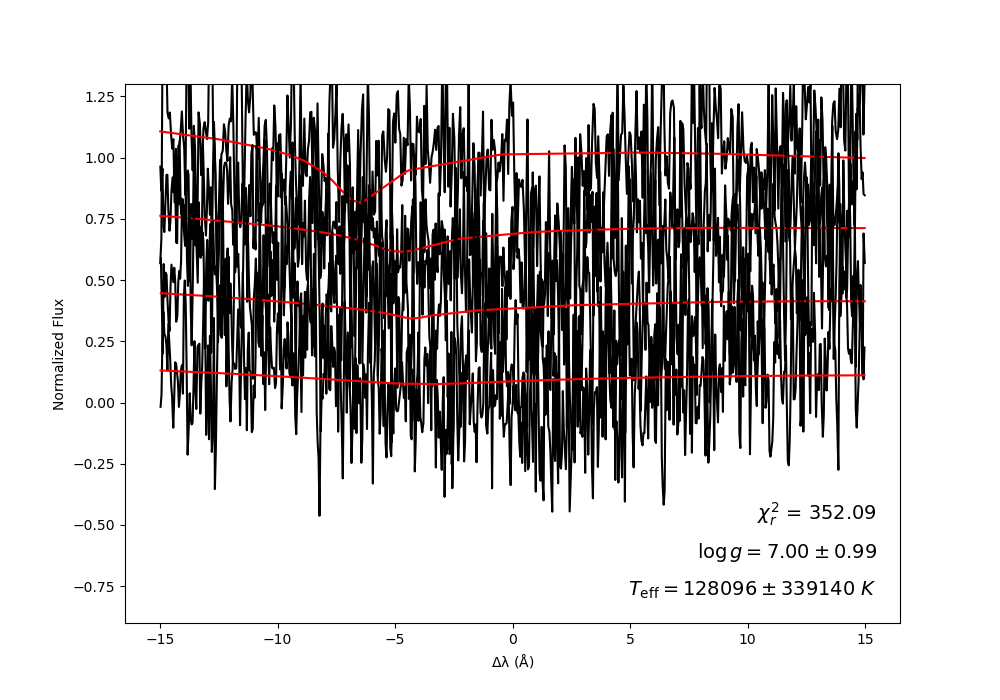 1.25
1.00
0.75
0.50
0.25
0.00
−0.25
−0.50
−0.75
Normalized Flux
χ²ᵣ = 352.09
log g = 7.00 ± 0.99
T_eff = 128096 ± 339140 K
−15 −10 −5 0 5 10 15
Δλ (Å)